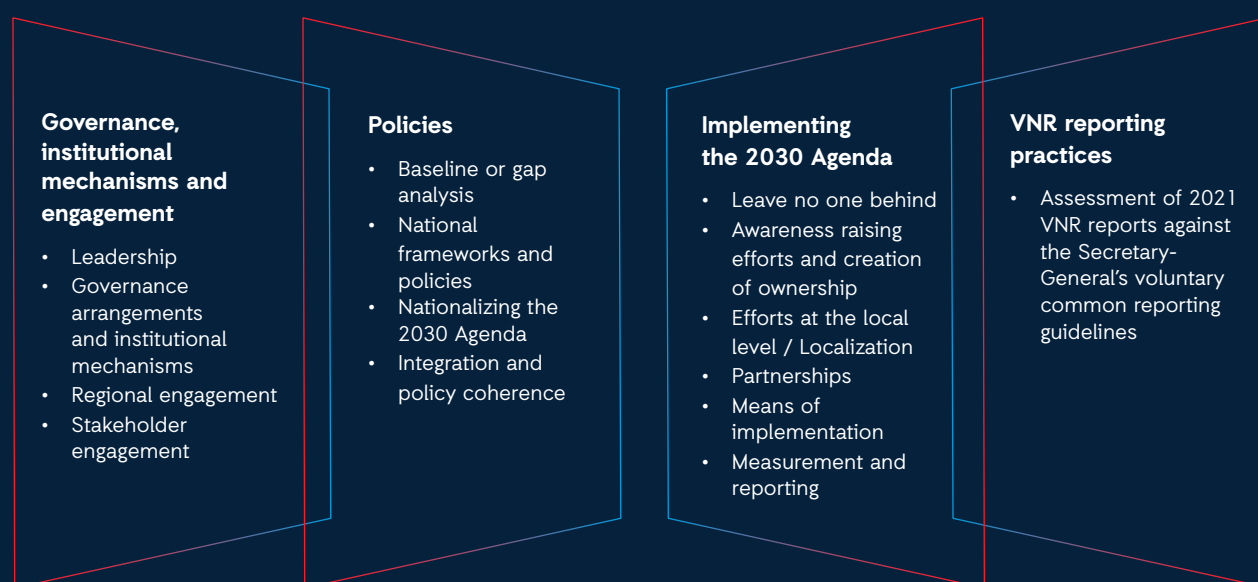 Governance,
institutional
mechanisms and
engagement
• Leadership
• Governance
arrangements
and institutional
mechanisms
• Regional engagement
• Stakeholder
engagement
Policies
• Baseline or gap
analysis
• National
frameworks and
policies
• Nationalizing the
2030 Agenda
• Integration and
policy coherence
Implementing
the 2030 Agenda
• Leave no one behind
• Awareness raising
efforts and creation
of ownership
• Efforts at the local
level / Localization
• Partnerships
• Means of
implementation
• Measurement and
reporting
VNR reporting
practices
• Assessment of 2021
VNR reports against
the Secretary-
General’s voluntary
common reporting
guidelines